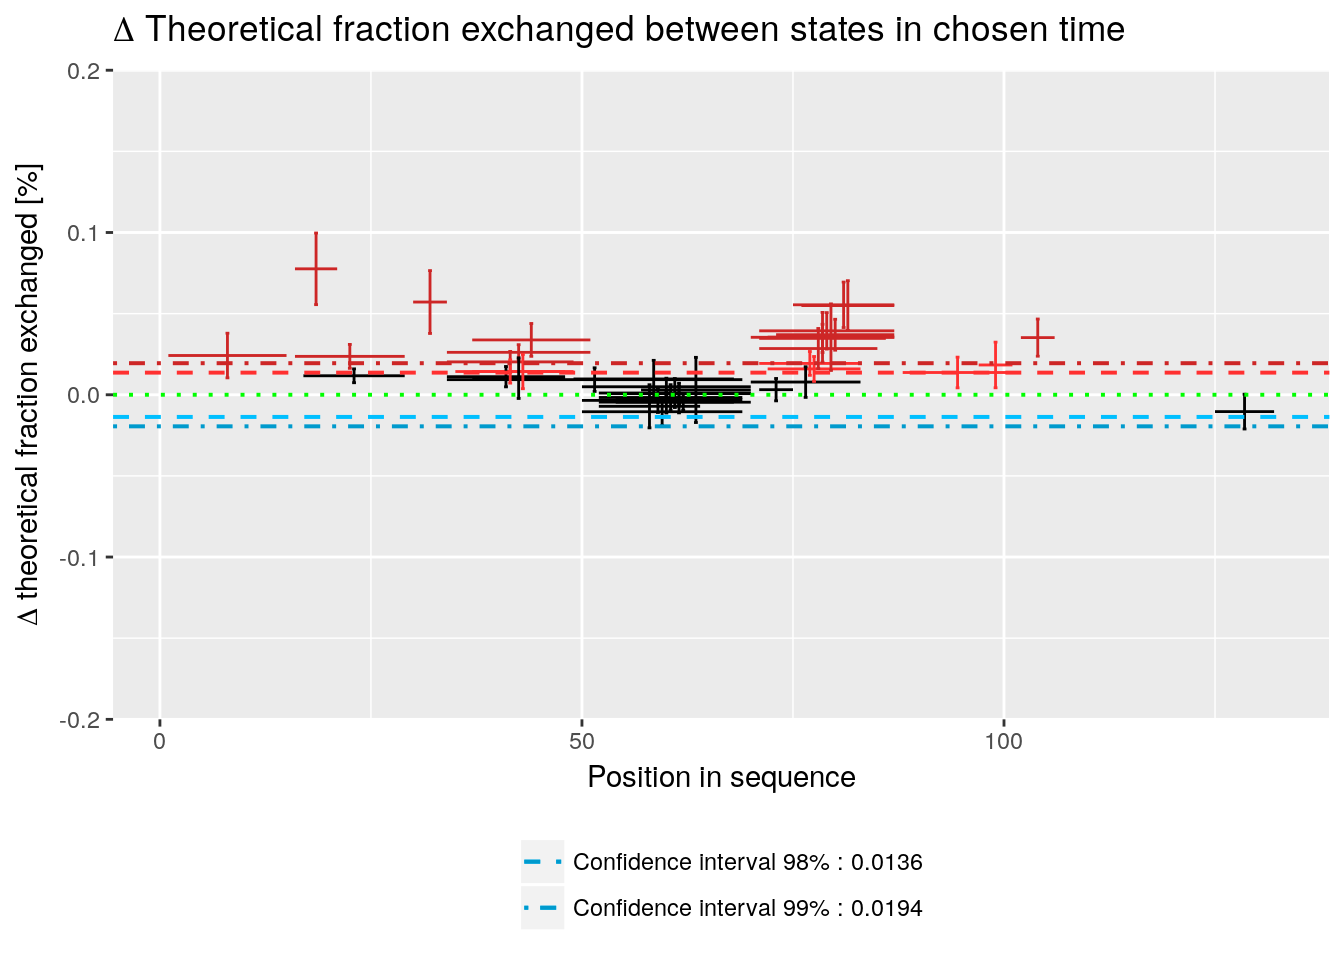 Δ Theoretical fraction exchanged between states in chosen time
Δ theoretical fraction exchanged [%]
0.2
0.1
0.0
-0.1
-0.2
0
50
100
Position in sequence
Confidence interval 98% : 0.0136
Confidence interval 99% : 0.0194